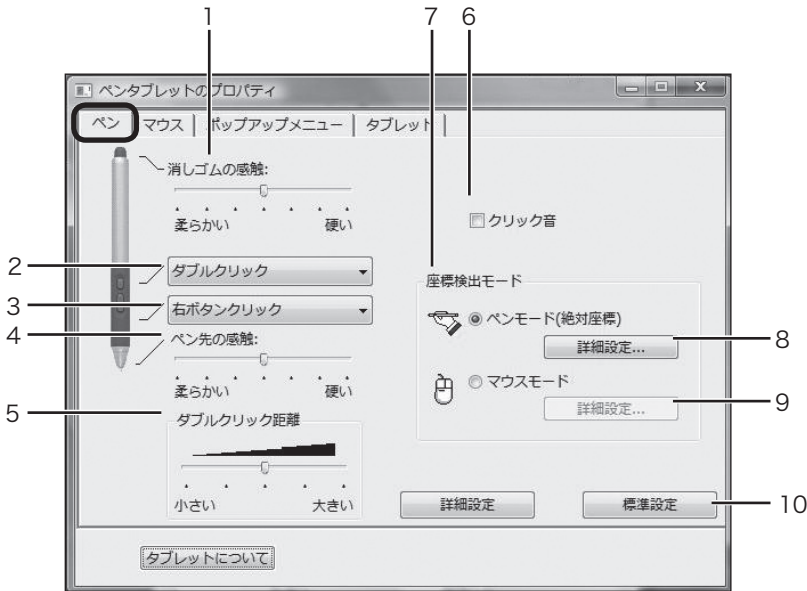 1
6
7
ペンタブレットのプロパティ
ペン
マウス
ポップアップメニュー
タブレット
消しゴムの感触:
柔らかい
硬い
クリック音
2
ダブルクリック
3
右ボタンクリック
4
ペン先の感触:
柔らかい
硬い
5
ダブルクリック距離
小さい
大きい
座標検出モード
ペンモード(絶対座標)
詳細設定...
8
マウスモード
詳細設定...
9
詳細設定
標準設定
10
タブレットについて